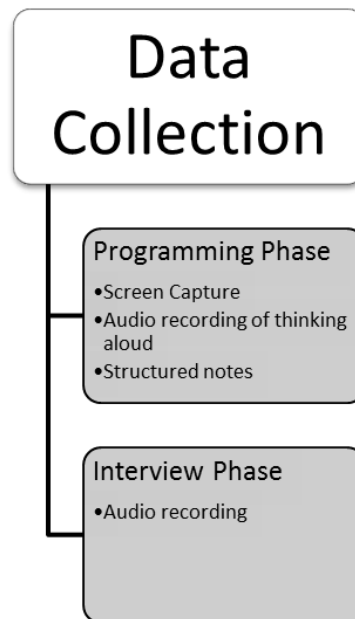 Data
Collection
Programming Phase
•Screen Capture
•Audio recording of thinking
aloud
•Structured notes
Interview Phase
•Audio recording